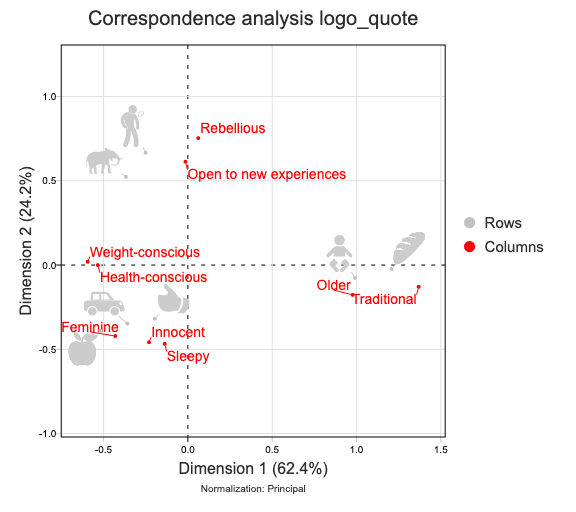 Correspondence analysis logo_quote
Dimension 2 (24.2%)
1.0
0.5
0.0
-0.5
-1.0
Rebellious
Open to new experiences
Weight-conscious
Health-conscious
Older
Traditional
Feminine
Innocent
Sleepy
Rows
Columns
-0.5
0.0
0.5
1.0
1.5
Dimension 1 (62.4%)
Normalization: Principal